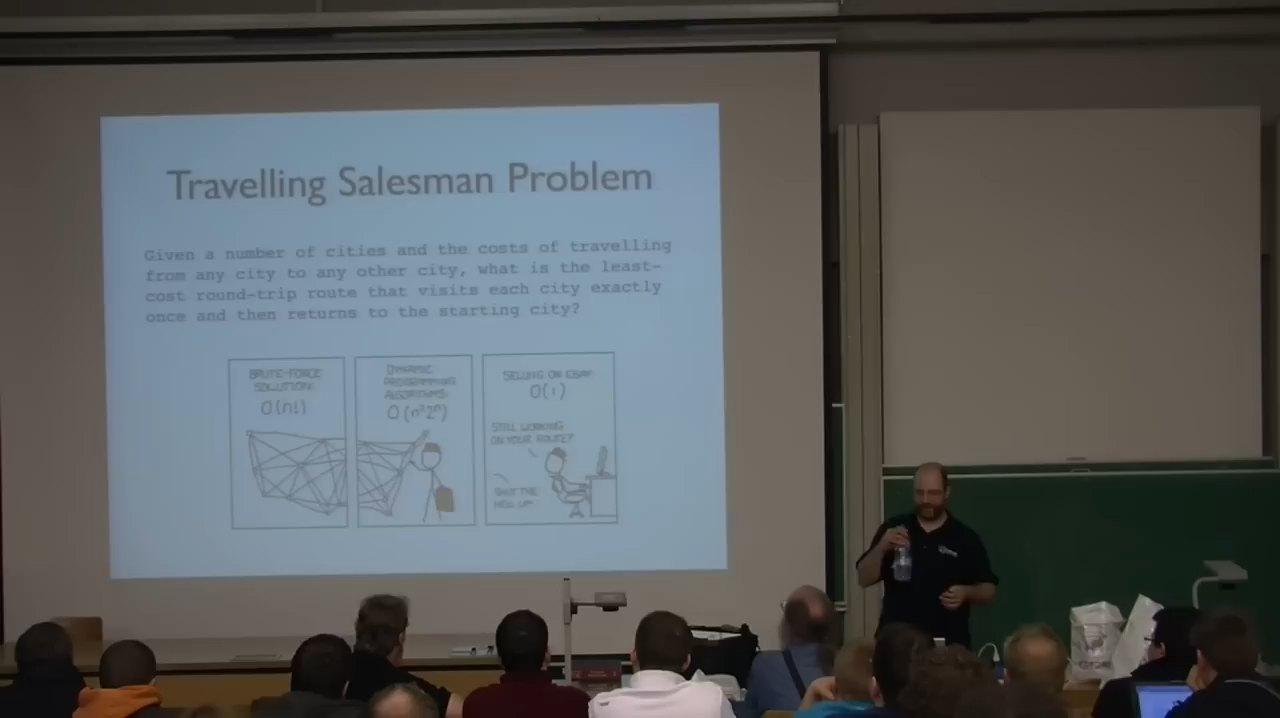 Travelling Salesman Problem
Given a number of cities and the costs of travelling
from any city to any other city, what is the least-
cost round-trip route that visits each city exactly
once and then returns to the starting city?
BRUTE-FORCE
SOLUTION:
O(n!)
DYNAMIC
PROGRAMMING
ALGORITHMS:
O(n²2ⁿ)
SELLING ON EBAY:
O(1)
STILL WORKING
ON YOUR ROUTE?
SHUT THE
HELL UP.